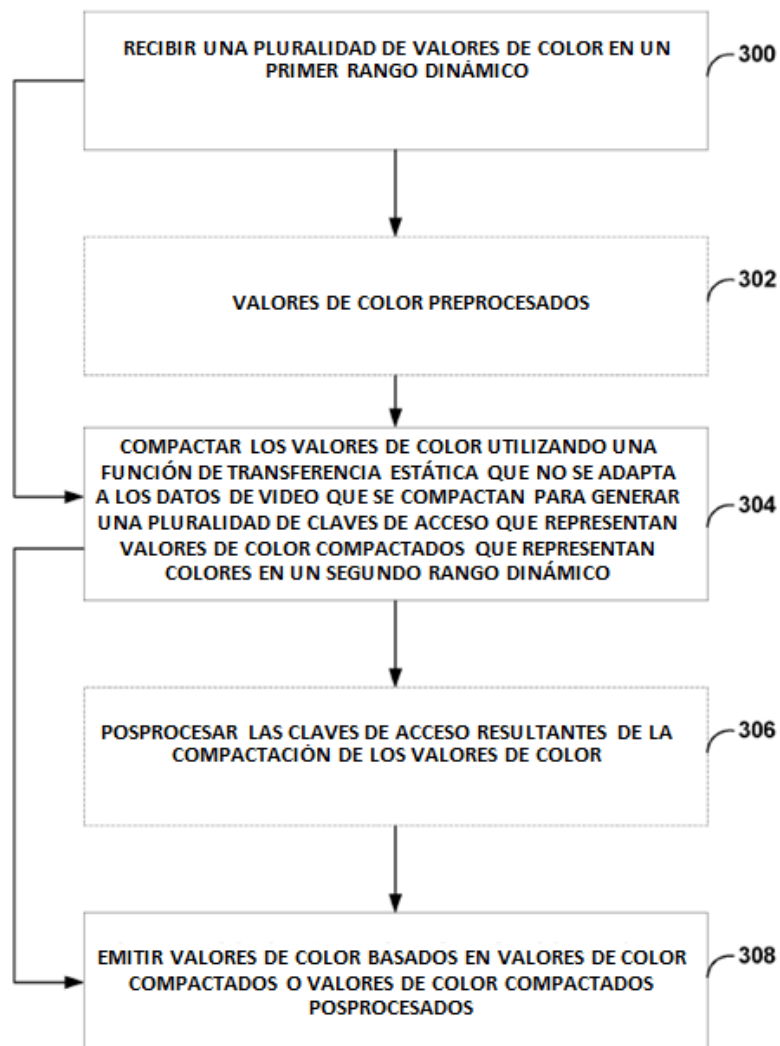 RECIBIR UNA PLURALIDAD DE VALORES DE COLOR EN UN
PRIMER RANGO DINÁMICO
300
302
VALORES DE COLOR PREPROCESADOS
COMPACTAR LOS VALORES DE COLOR UTILIZANDO UNA
FUNCIÓN DE TRANSFERENCIA ESTÁTICA QUE NO SE ADAPTA
A LOS DATOS DE VIDEO QUE SE COMPACTAN PARA GENERAR
UNA PLURALIDAD DE CLAVES DE ACCESO QUE REPRESENTAN
VALORES DE COLOR COMPACTADOS QUE REPRESENTAN
COLORES EN UN SEGUNDO RANGO DINÁMICO
304
POSPROCESAR LAS CLAVES DE ACCESO RESULTANTES DE LA
COMPACTACIÓN DE LOS VALORES DE COLOR
306
EMITIR VALORES DE COLOR BASADOS EN VALORES DE COLOR
COMPACTADOS O VALORES DE COLOR COMPACTADOS
POSPROCESADOS
308